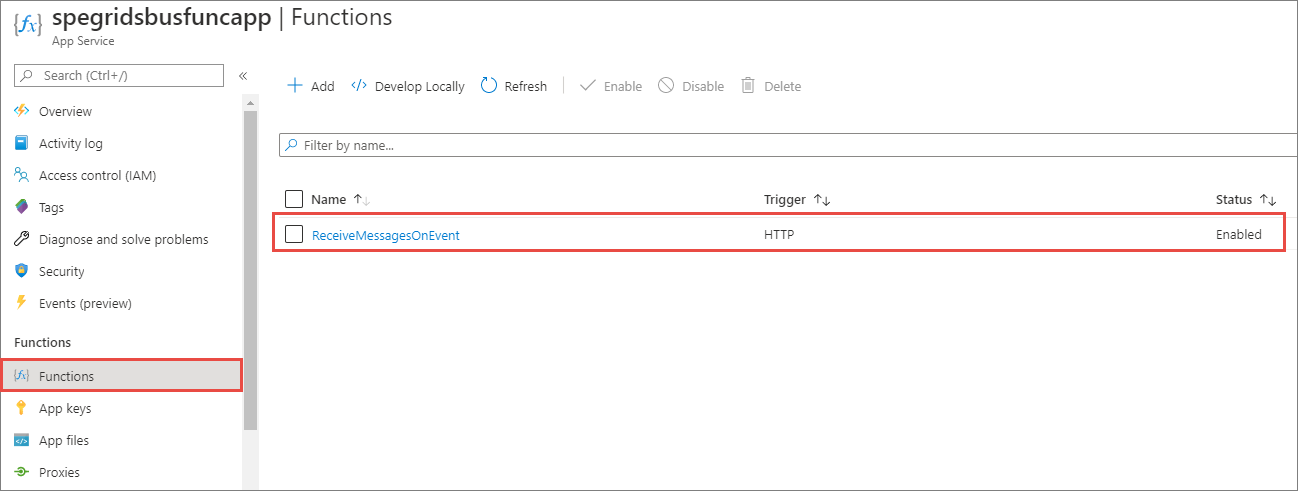 {fx} spegridsbusfuncapp | Functions
App Service
Search (Ctrl+/) «
Overview
Activity log
Access control (IAM)
Tags
Diagnose and solve problems
Security
Events (preview)
Functions
{fx} Functions
App keys
App files
Proxies
Add Develop Locally Refresh Enable Disable Delete
Filter by name...
Name Trigger Status
ReceiveMessagesOnEvent HTTP Enabled